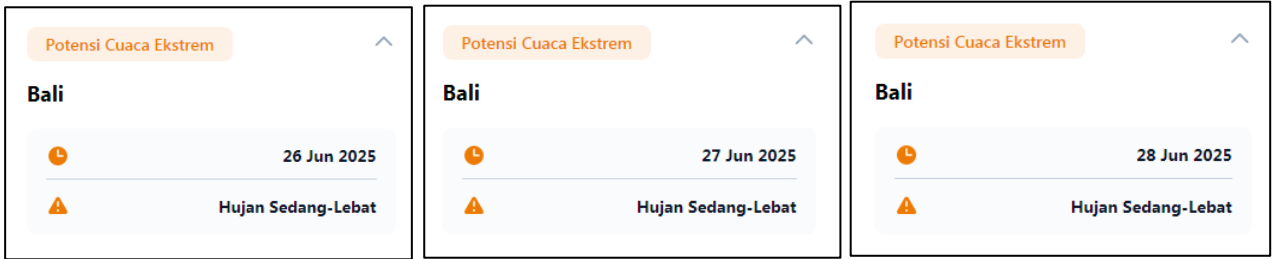 Potensi Cuaca Ekstrem
Bali
26 Jun 2025
Hujan Sedang-Lebat
Potensi Cuaca Ekstrem
Bali
27 Jun 2025
Hujan Sedang-Lebat
Potensi Cuaca Ekstrem
Bali
28 Jun 2025
Hujan Sedang-Lebat